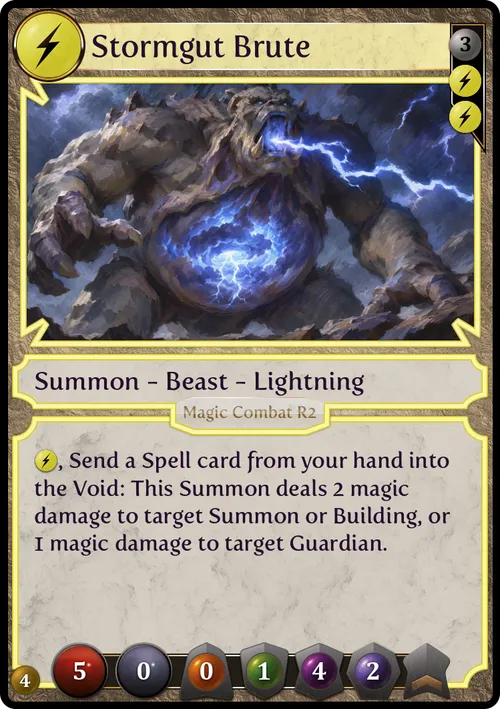 Stormgut Brute
3
Summon - Beast - Lightning
Magic Combat R2
, Send a Spell card from your hand into
the Void: This Summon deals 2 magic
damage to target Summon or Building, or
1 magic damage to target Guardian.
4 5* 0* 0 1 4 2